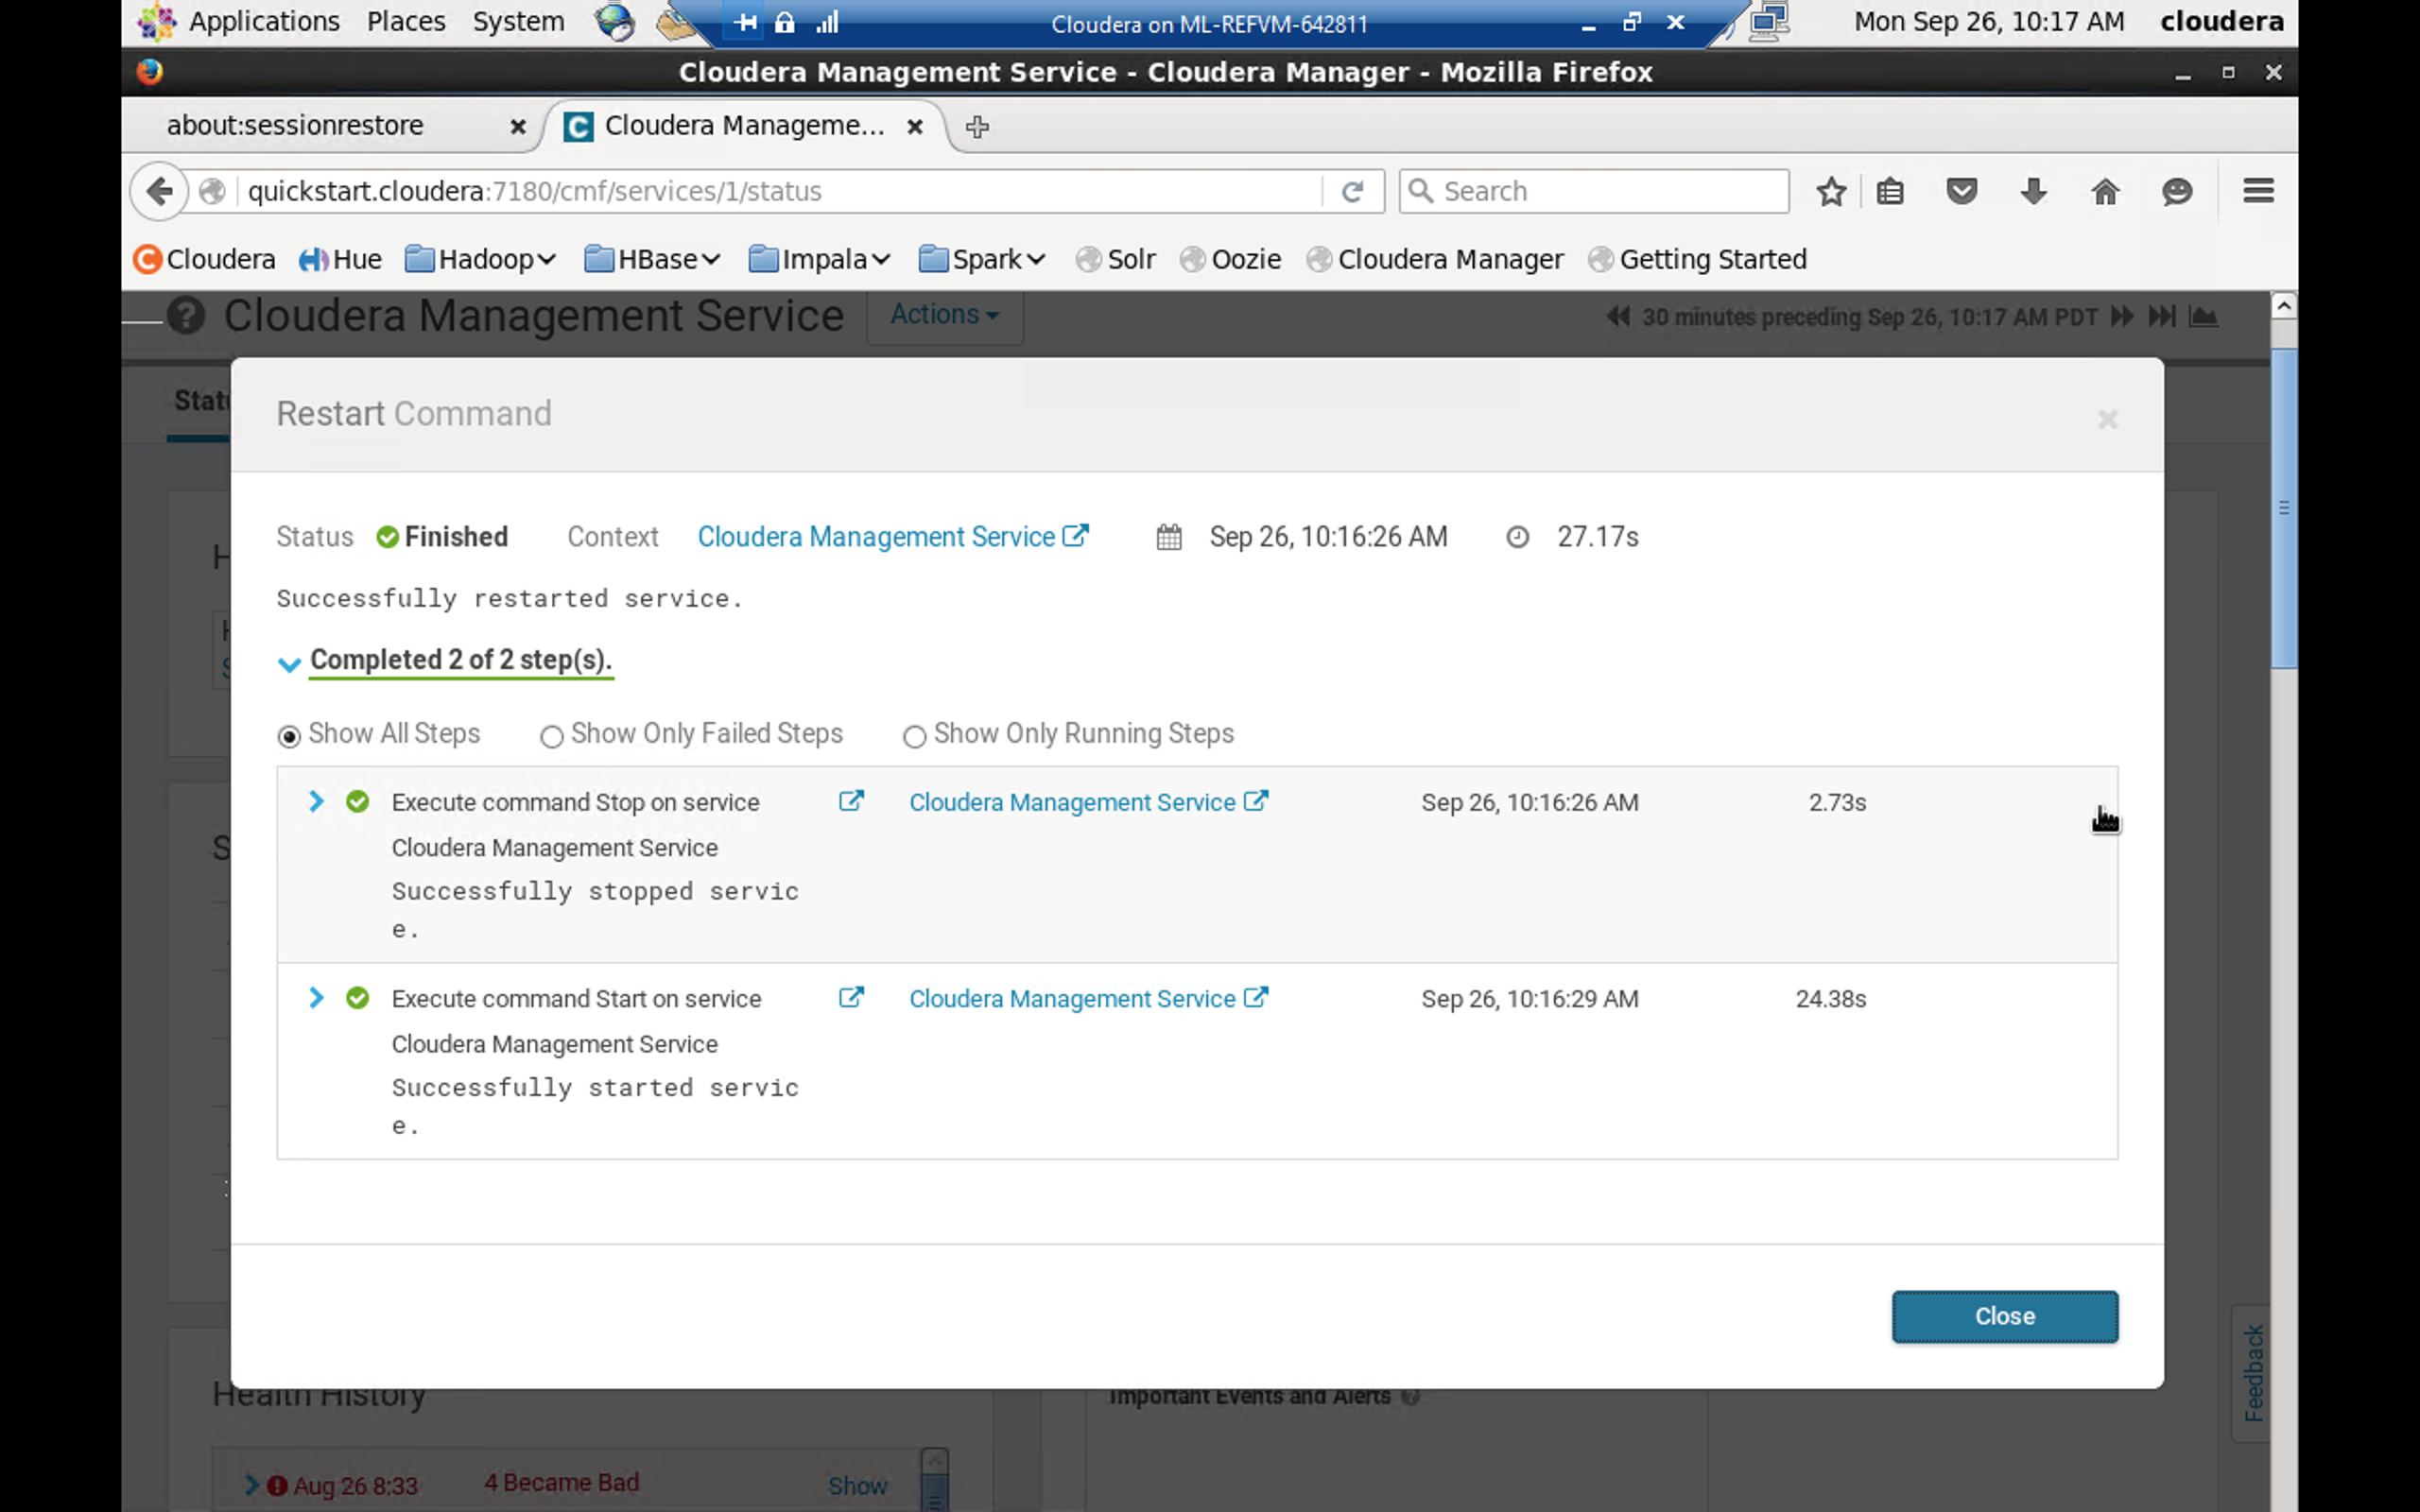 Applications Places System Cloudera on ML-REFVM-642811 Mon Sep 26, 10:17 AM cloudera
Cloudera Management Service - Cloudera Manager - Mozilla Firefox
about:sessionrestore Cloudera Manageme...
quickstart.cloudera:7180/cmf/services/1/status Search
Cloudera Hue Hadoop HBase Impala Spark Solr Oozie Cloudera Manager Getting Started
Cloudera Management Service Actions 30 minutes preceding Sep 26, 10:17 AM PDT
Restart Command
Status Finished Context Cloudera Management Service Sep 26, 10:16:26 AM 27.17s
Successfully restarted service.
Completed 2 of 2 step(s).
Show All Steps Show Only Failed Steps Show Only Running Steps
Execute command Stop on service Cloudera Management Service Sep 26, 10:16:26 AM 2.73s
Cloudera Management Service
Successfully stopped servic
e.
Execute command Start on service Cloudera Management Service Sep 26, 10:16:29 AM 24.38s
Cloudera Management Service
Successfully started servic
e.
Close
Feedback
Health History Important Events and Alerts
Aug 26 8:33 4 Became Bad Show